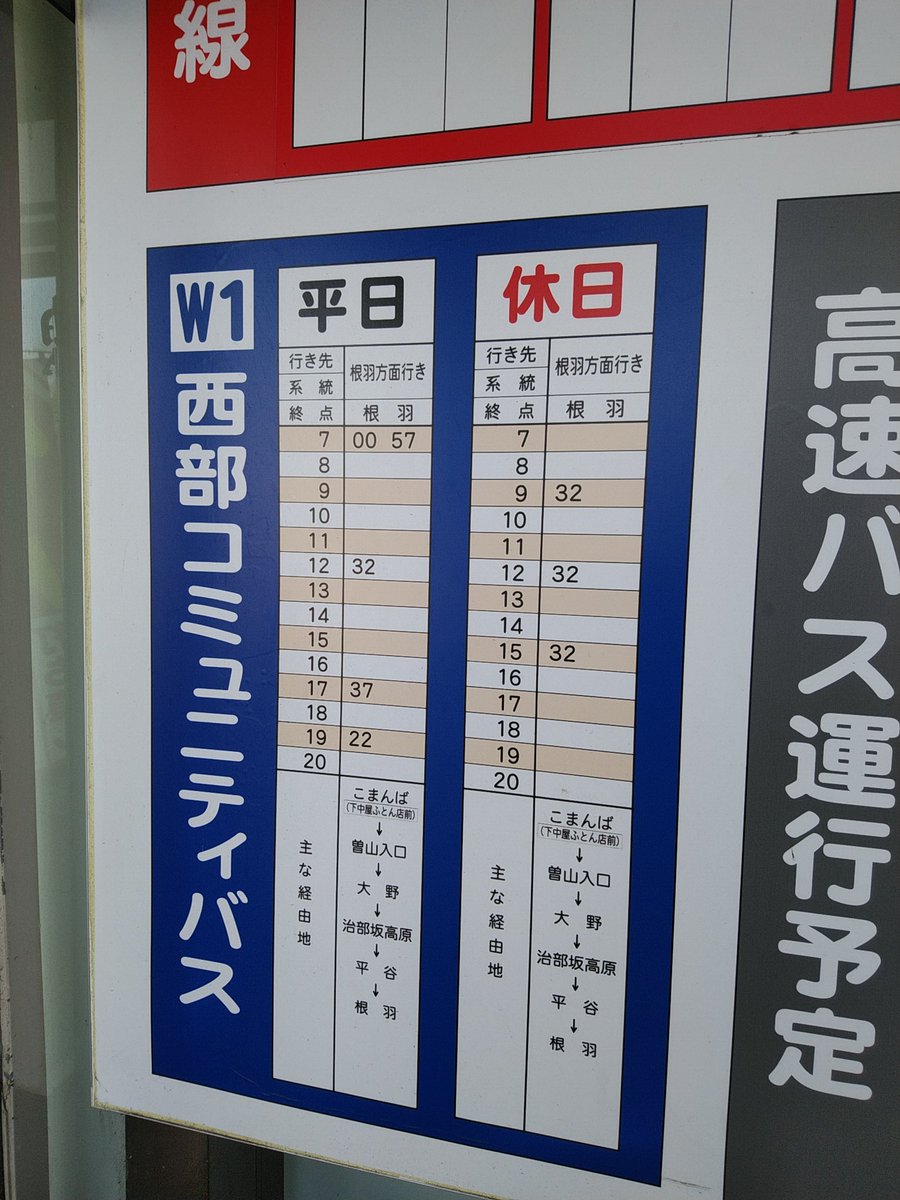 線
W1
西部コミュニティバス
平日
行き先 根羽方面行き
系 統
終 点 根 羽
7 00 57
8
9
10
11
12 32
13
14
15
16
17 37
18
19 22
20
主な経由地
こまんば
(下中屋ふとん店前)
↓
曽山入口
↓
大 野
↓
治部坂高原
↓
平 谷
↓
根 羽
休日
行き先 根羽方面行き
系 統
終 点 根 羽
7
8
9 32
10
11
12 32
13
14
15 32
16
17
18
19
20
主な経由地
こまんば
(下中屋ふとん店前)
↓
曽山入口
↓
大 野
↓
治部坂高原
↓
平 谷
↓
根 羽
高速バス運行予定